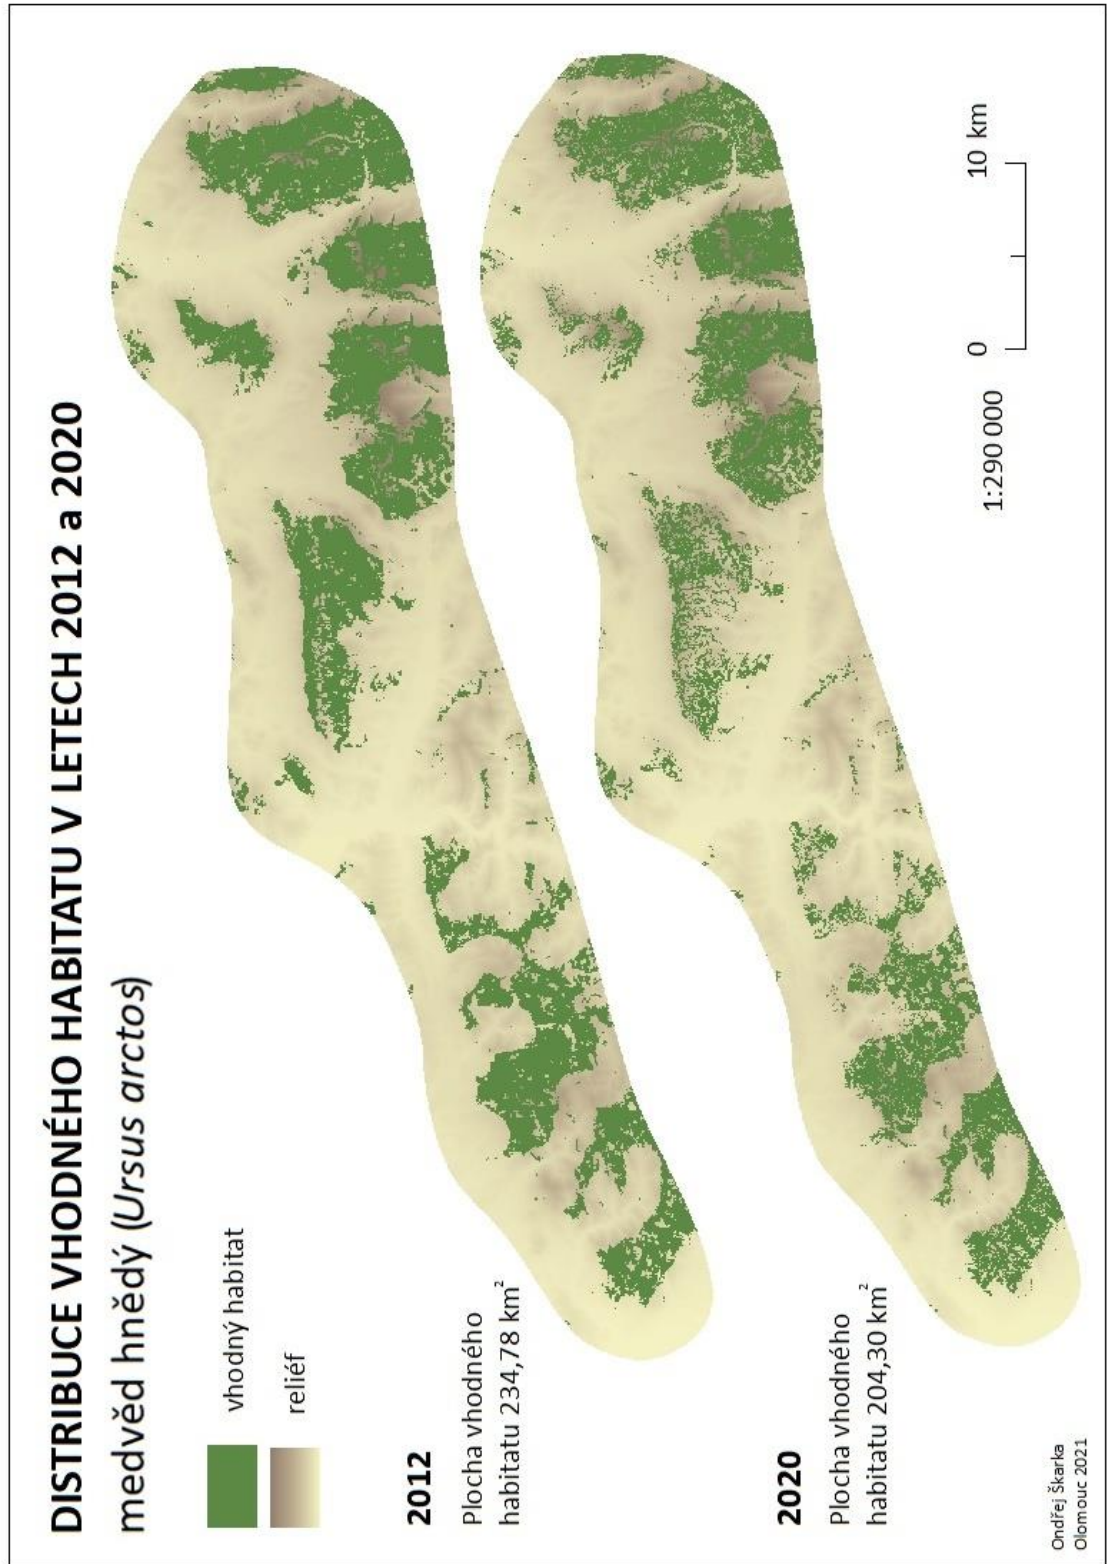 DISTRIBUCE VHODNÉHO HABITATU V LETECH 2012 a 2020
medvěd hnědý (Ursus arctos)
vhodný habitat
reliéf
2012
Plocha vhodného
habitatu 234,78 km²
2020
Plocha vhodného
habitatu 204,30 km²
1:290 000
0 10 km
Ondřej Škarka
Olomouc 2021